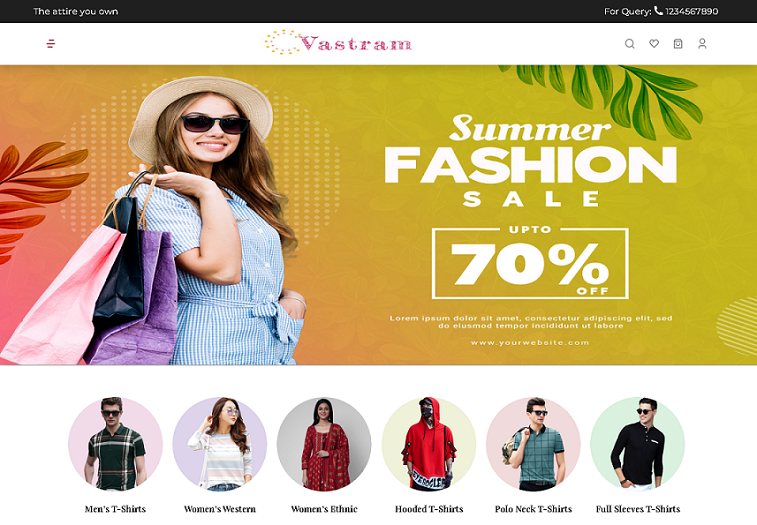 The attire you own
For Query: 1234567890
Vastram
Summer
FASHION
SALE
UPTO
70%
OFF
Lorem ipsum dolor sit amet, consectetur adipiscing elit, sed
do eiusmod tempor incididunt ut labore
www.yourwebsite.com
Men's T-Shirts
Women's Western
Women's Ethnic
Hooded T-Shirts
Polo Neck T-Shirts
Full Sleeves T-Shirts